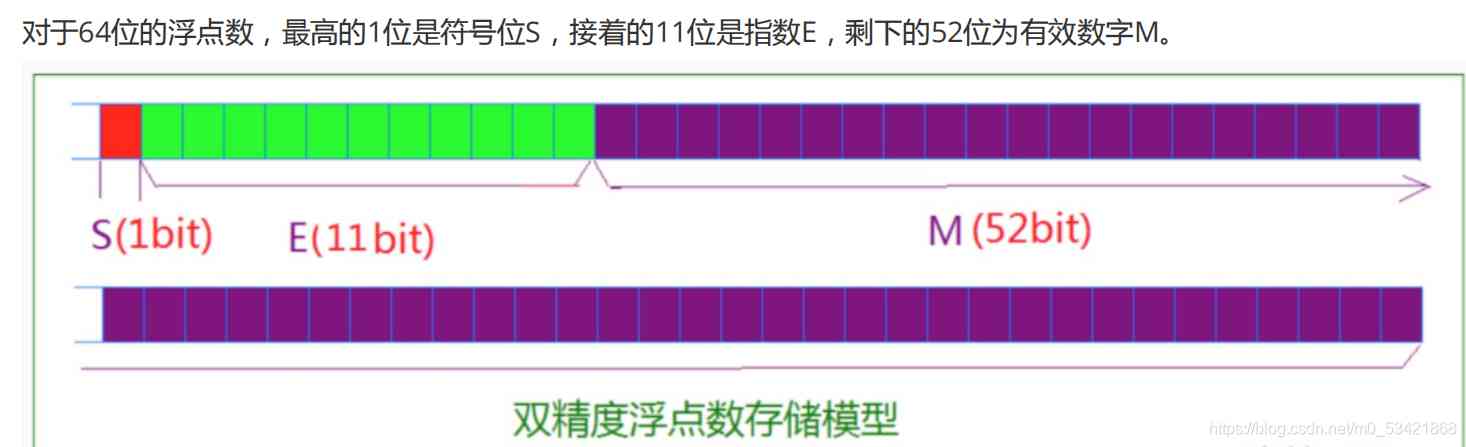 对于64位的浮点数，最高的1位是符号位S，接着的11位是指数E，剩下的52位为有效数字M。
S(1bit) E(11bit) M(52bit)
双精度浮点数存储模型
https://blog.csdn.net/m0_53421868